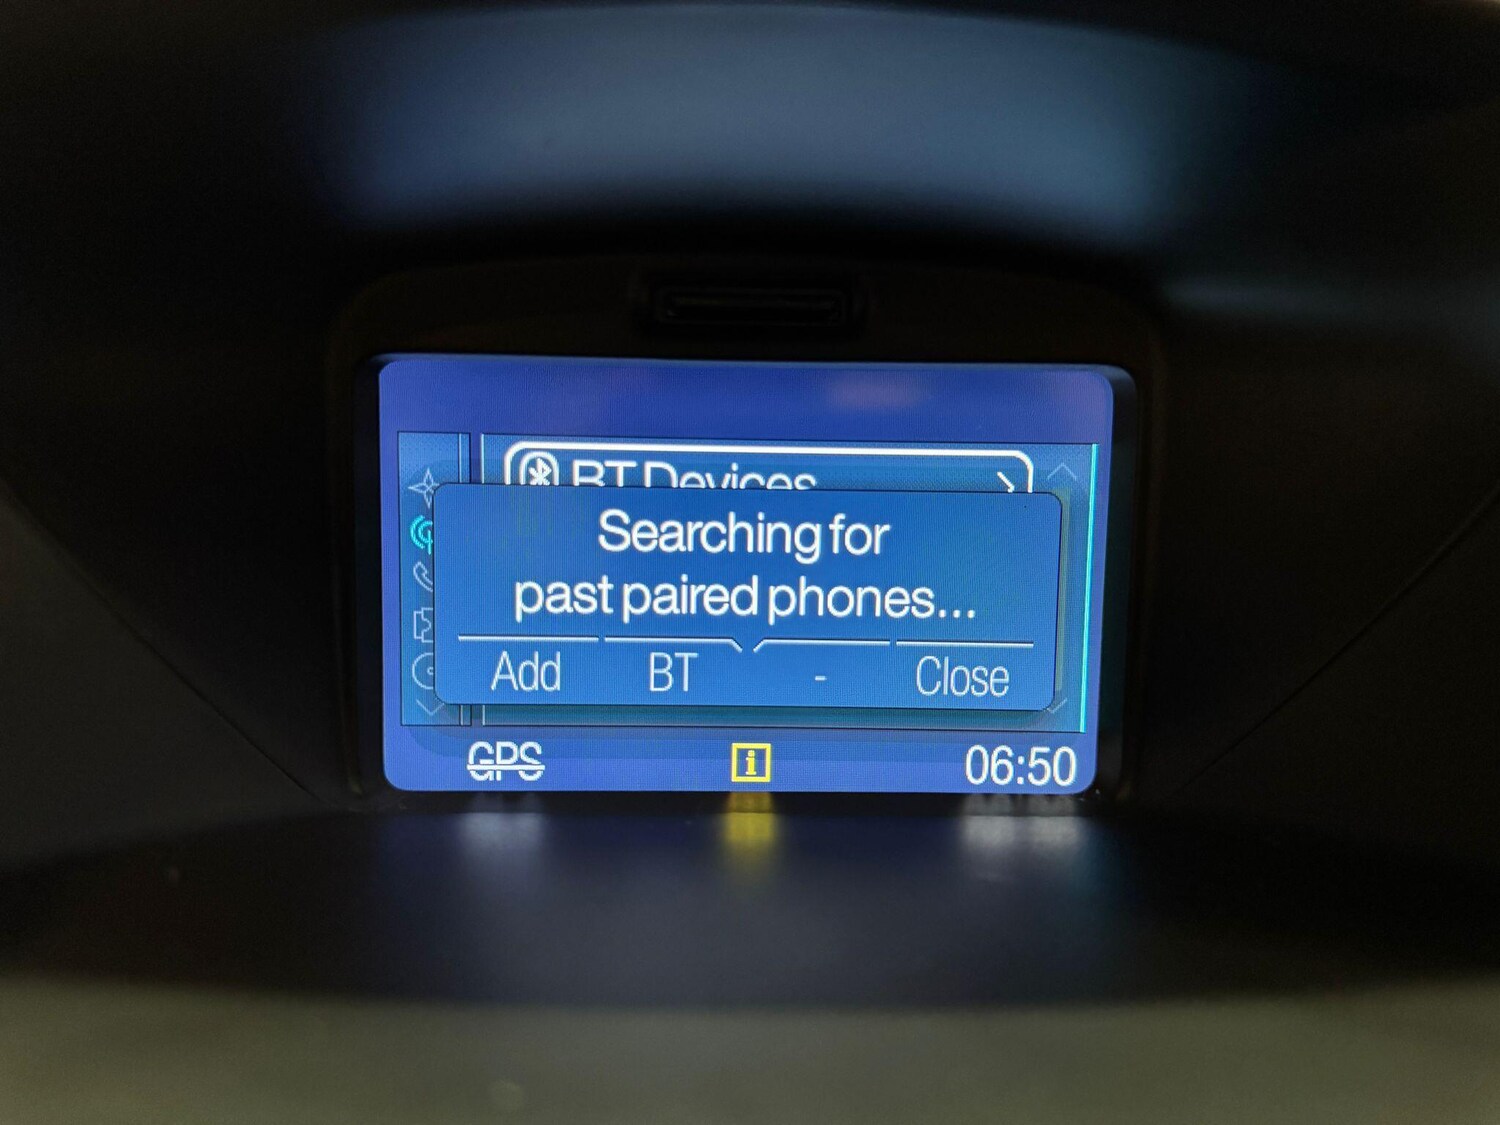 BT Devices
Searching for
past paired phones...
Add BT - Close
GPS i 06:50